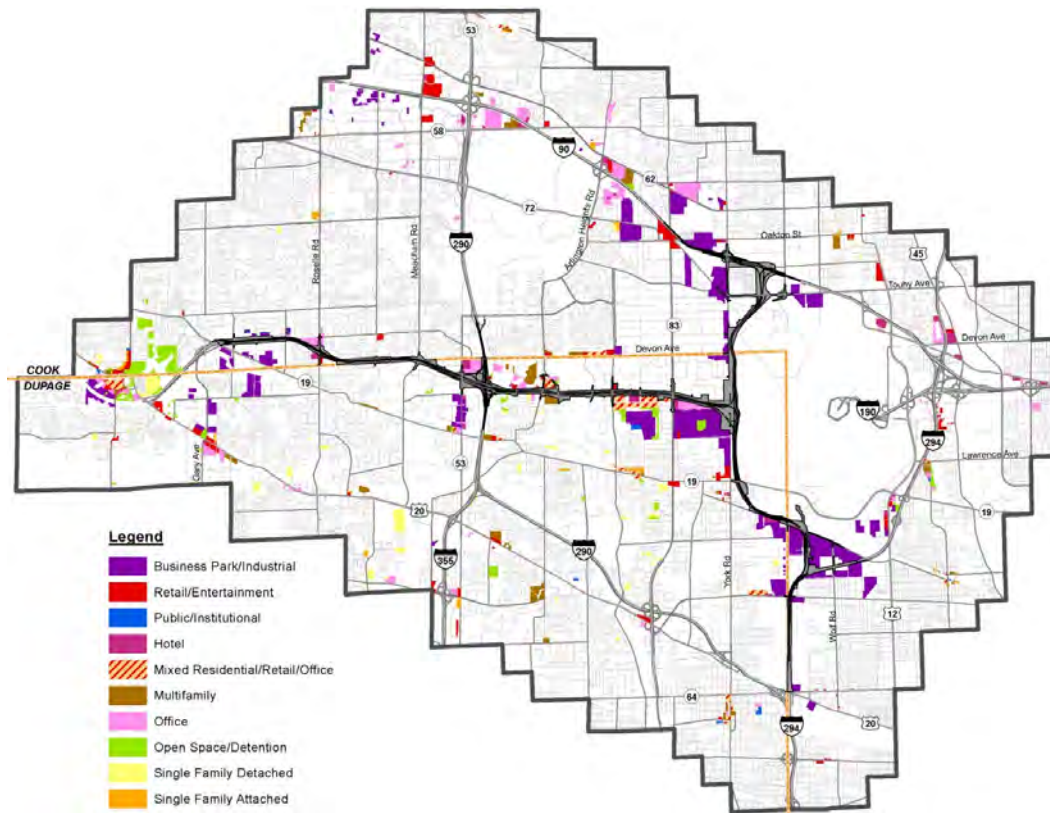 53
58
90
62
72
Arlington Heights Rd
Roselle Rd
Meacham Rd
290
Oakton St
45
Touhy Ave
83
Devon Ave
Devon Ave
COOK
DUPAGE
19
190
294
Lawrence Ave
Gary Ave
53
19
19
20
Legend
Business Park/Industrial
Retail/Entertainment
Public/Institutional
Hotel
Mixed Residential/Retail/Office
Multifamily
Office
Open Space/Detention
Single Family Detached
Single Family Attached
355
290
York Rd
Wolf Rd
12
64
20
294